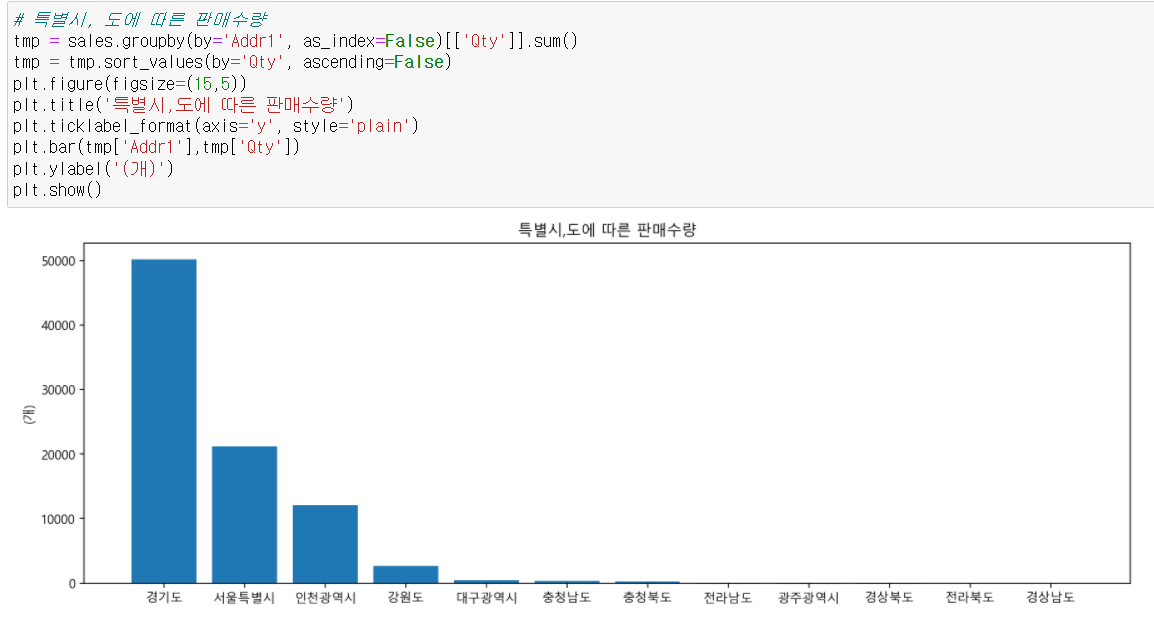 # 특별시, 도에 따른 판매수량
tmp = sales.groupby(by='Addr1', as_index=False)[['Qty']].sum()
tmp = tmp.sort_values(by='Qty', ascending=False)
plt.figure(figsize=(15,5))
plt.title('특별시,도에 따른 판매수량')
plt.ticklabel_format(axis='y', style='plain')
plt.bar(tmp['Addr1'],tmp['Qty'])
plt.ylabel('(개)')
plt.show()
특별시,도에 따른 판매수량
50000
40000
30000
(개)
20000
10000
0
경기도 서울특별시 인천광역시 강원도 대구광역시 충청남도 충청북도 전라남도 광주광역시 경상북도 전라북도 경상남도